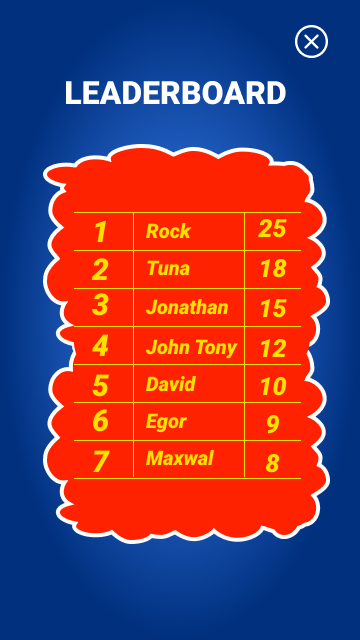 LEADERBOARD
1 Rock 25
2 Tuna 18
3 Jonathan 15
4 John Tony 12
5 David 10
6 Egor 9
7 Maxwal 8